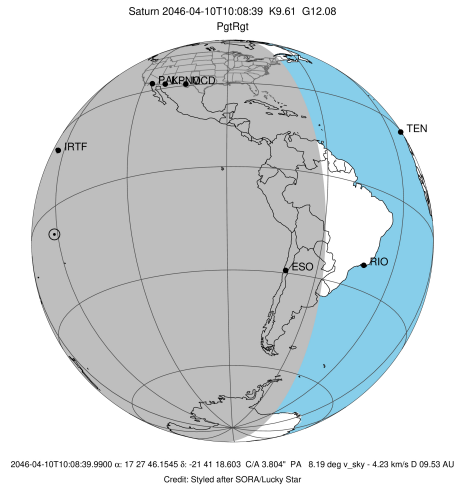 Saturn 2046-04-10T10:08:39  K9.61  G12.08
PgtRgt
MCD
TEN
IRTF
ESO
RIO
2046-04-10T10:08:39.9900 α: 17 27 46.1545 δ: -21 41 18.603  C/A 3.804"  PA   8.19 deg v_sky - 4.23 km/s D 09.53 AU
Credit: Styled after SORA/Lucky Star